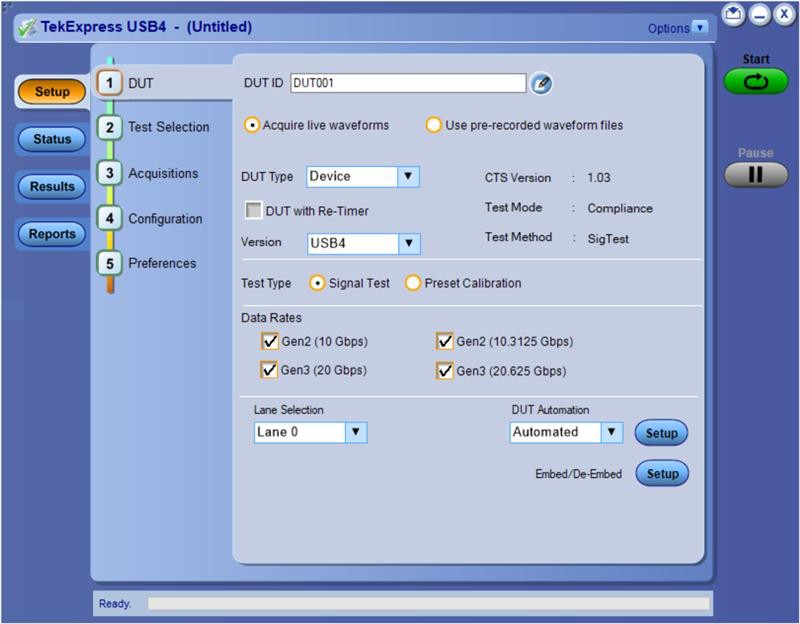 TekExpress USB4 - (Untitled)
Options
X
Start
Pause
Setup
Status
Results
Reports
1 DUT
2 Test Selection
3 Acquisitions
4 Configuration
5 Preferences
DUT ID DUT001
Acquire live waveforms Use pre-recorded waveform files
DUT Type Device CTS Version : 1.03
DUT with Re-Timer Test Mode : Compliance
Version USB4 Test Method : SigTest
Test Type Signal Test Preset Calibration
Data Rates
Gen2 (10 Gbps) Gen2 (10.3125 Gbps)
Gen3 (20 Gbps) Gen3 (20.625 Gbps)
Lane Selection DUT Automation
Lane 0 Automated Setup
Embed/De-Embed Setup
Ready.